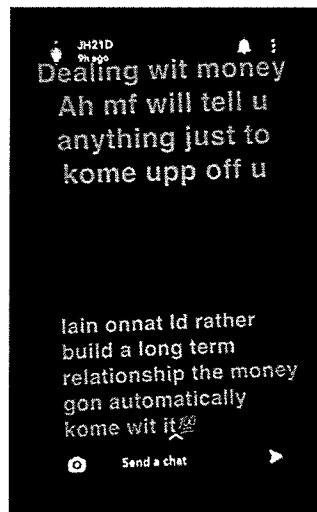 JH21D
9h ago
Dealing wit money
Ah mf will tell u
anything just to
kome upp off u
Iain onnat Id rather
build a long term
relationship the money
gon automatically
kome wit it💯
Send a chat